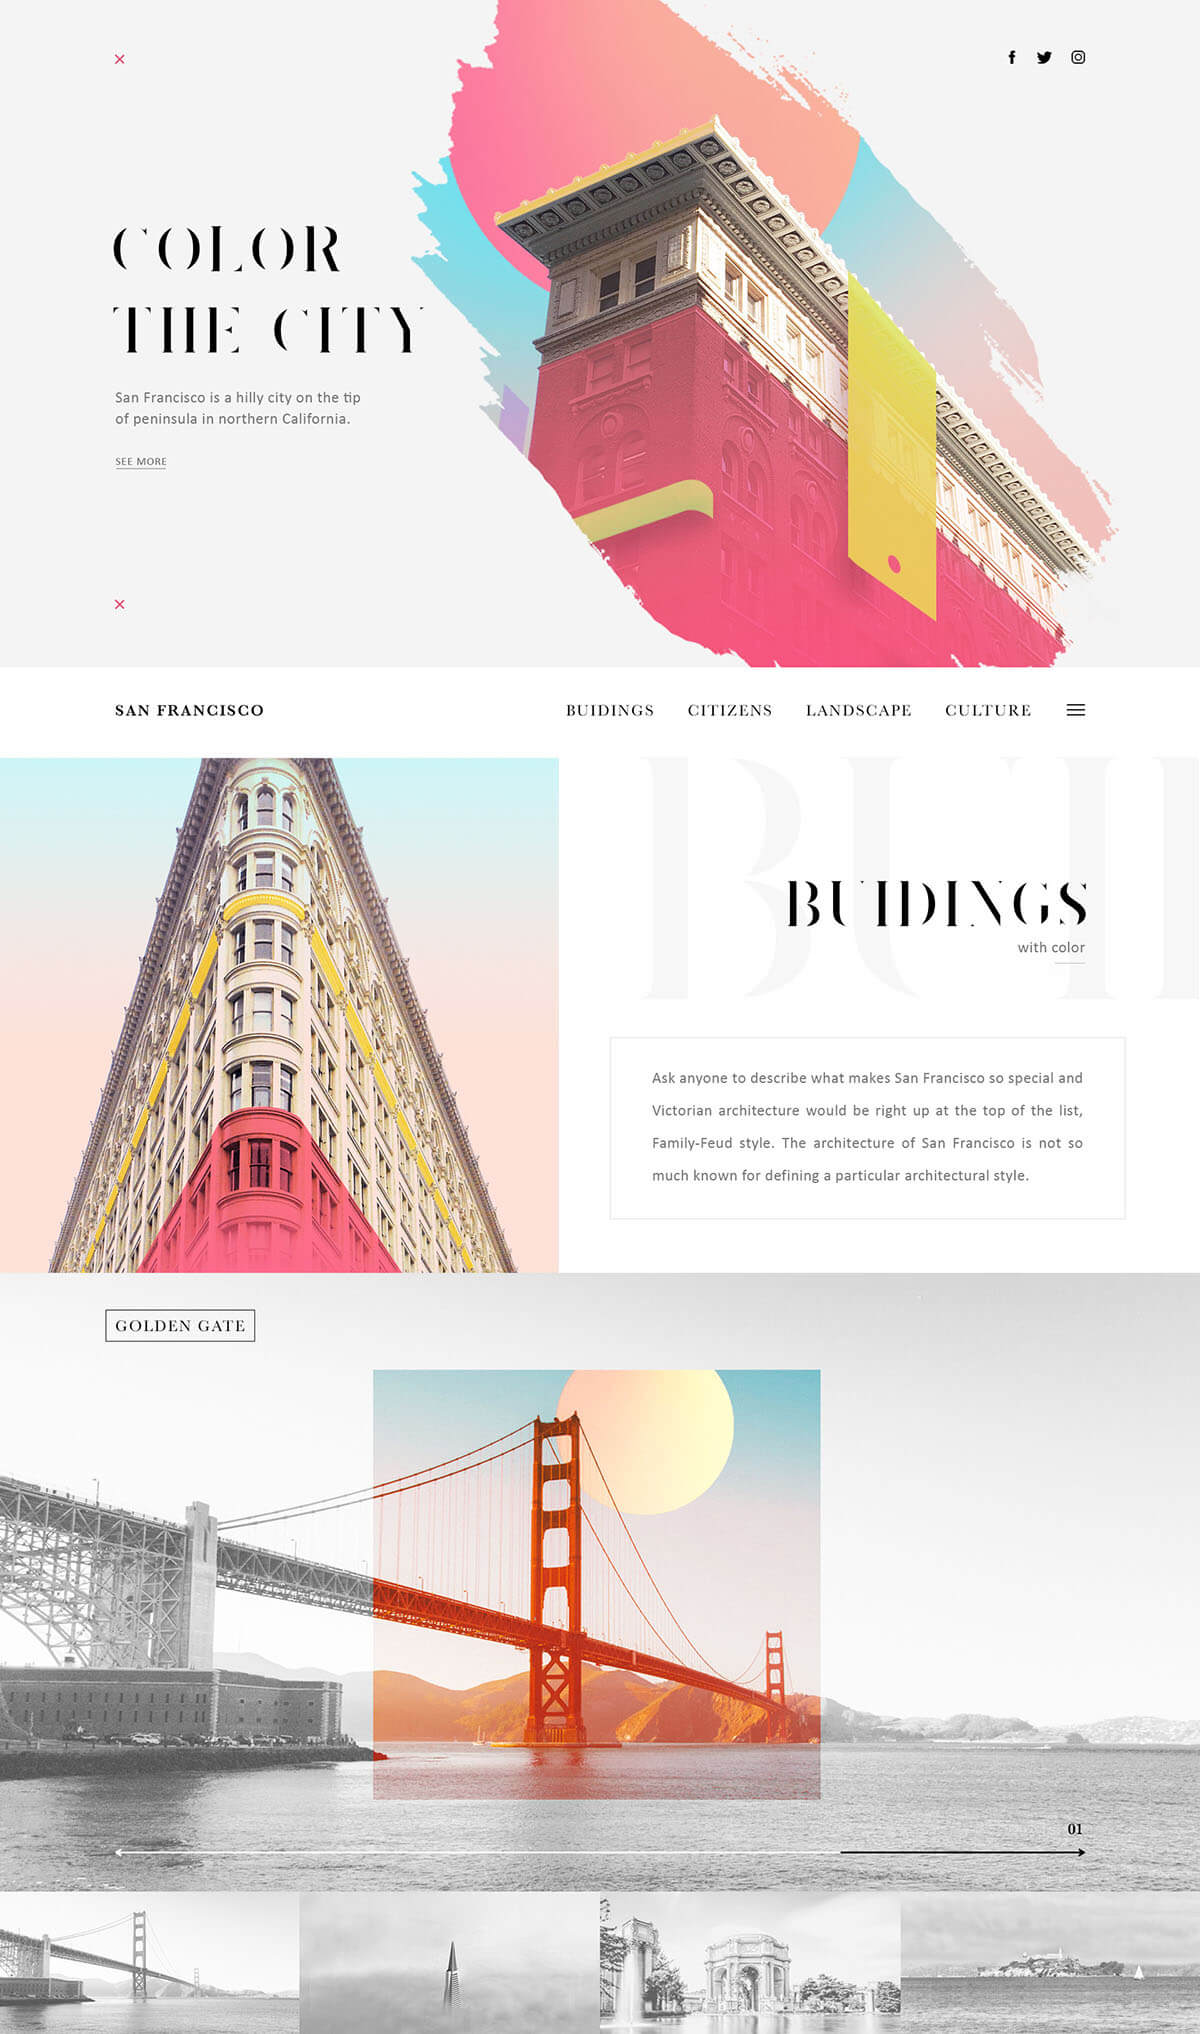 COLOR
THE CITY
San Francisco is a hilly city on the tip
of peninsula in northern California.
SEE MORE
SAN FRANCISCO
BUIDINGS
CITIZENS
LANDSCAPE
CULTURE
BUI
BUIDINGS
with color
Ask anyone to describe what makes San Francisco so special and
Victorian architecture would be right up at the top of the list,
Family-Feud style. The architecture of San Francisco is not so
much known for defining a particular architectural style.
GOLDEN GATE
01